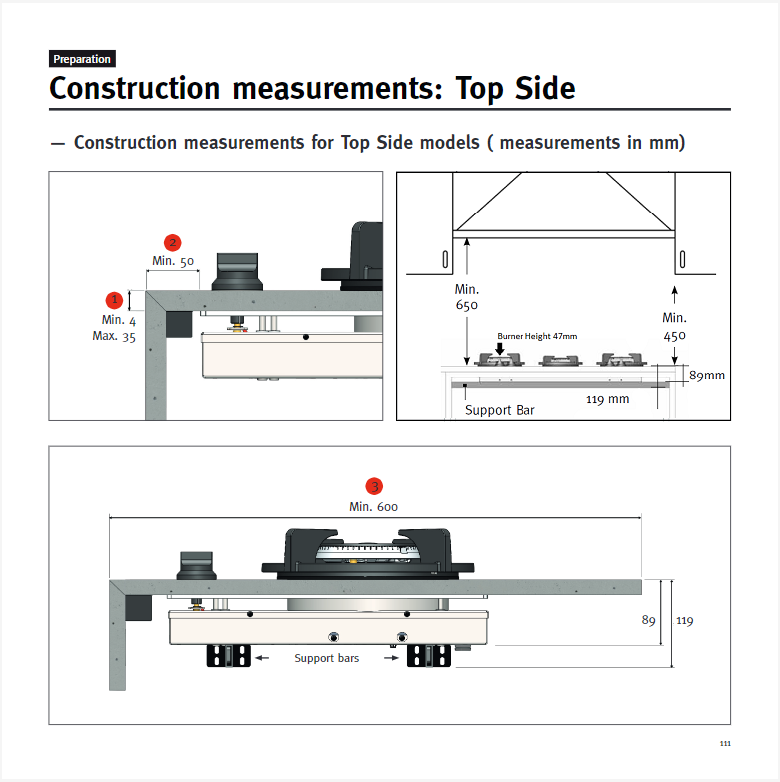 Preparation
Construction measurements: Top Side
— Construction measurements for Top Side models ( measurements in mm)
2
Min. 50
1
Min. 4
Max. 35
Min.
650
Burner Height 47mm
Min.
450
89mm
119 mm
Support Bar
3
Min. 600
89
119
Support bars
111